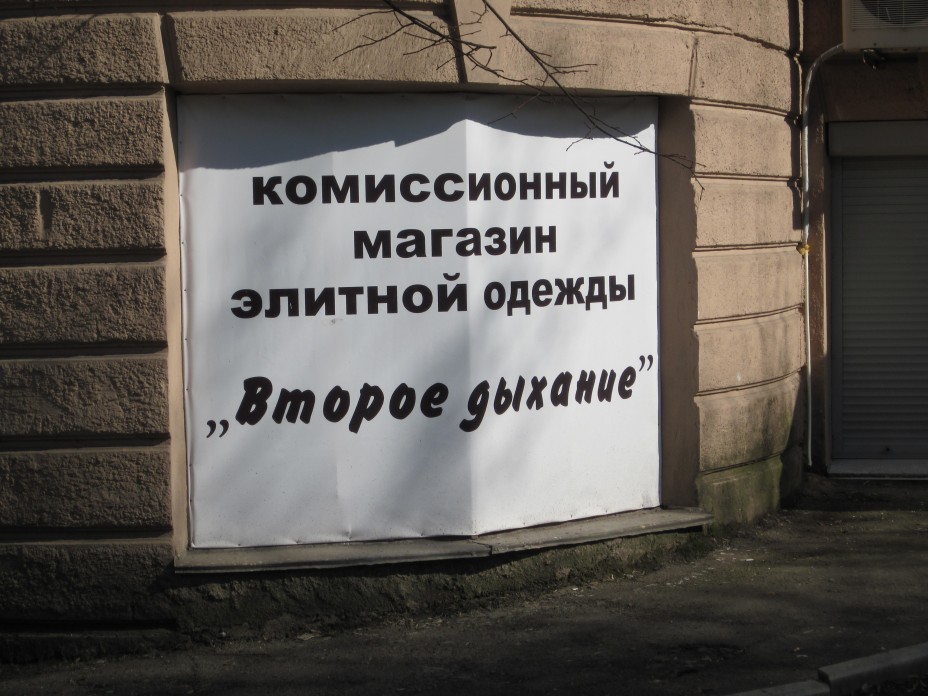 комиссионный
магазин
элитной одежды
„Второе дыхание”